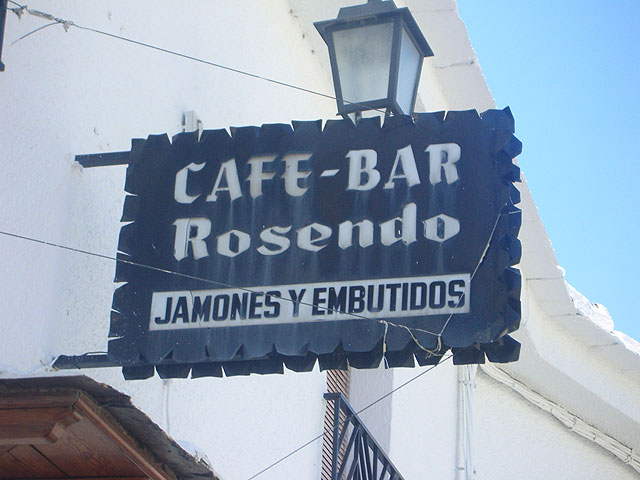 CAFE-BAR
Rosendo
JAMONES Y EMBUTIDOS